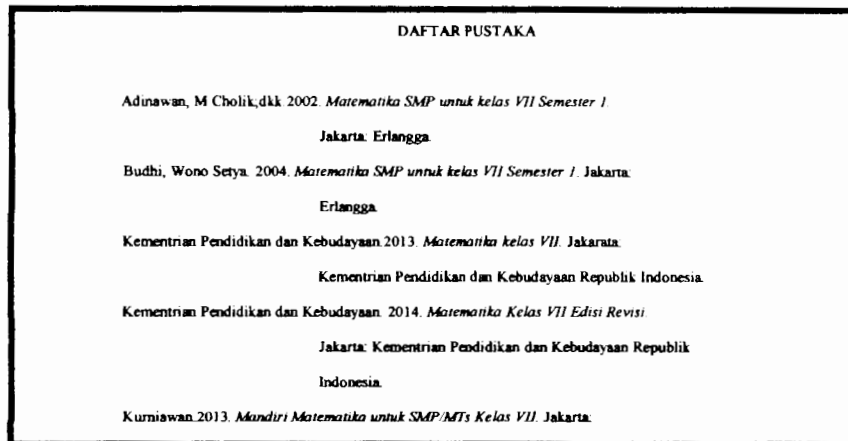 DAFTAR PUSTAKA
Adinawan, M Cholik,dkk 2002. Matematika SMP untuk kelas VII Semester 1.
Jakarta: Erlangga.
Budhi, Wono Setya. 2004. Matematika SMP untuk kelas VII Semester 1. Jakarta:
Erlangga.
Kementrian Pendidikan dan Kebudayaan.2013. Matematika kelas VII. Jakarata:
Kementrian Pendidikan dan Kebudayaan Republik Indonesia.
Kementrian Pendidikan dan Kebudayaan. 2014. Matematika Kelas VII Edisi Revisi.
Jakarta: Kementrian Pendidikan dan Kebudayaan Republik
Indonesia.
Kurniawan.2013. Mandiri Matematika untuk SMP/MTs Kelas VII. Jakarta: